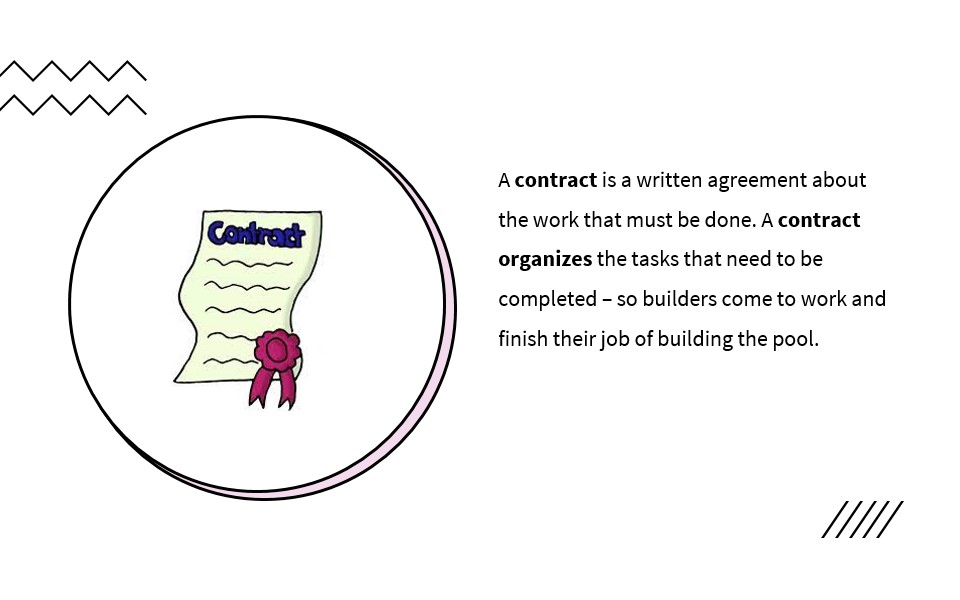 Contract
A contract is a written agreement about
the work that must be done. A contract
organizes the tasks that need to be
completed – so builders come to work and
finish their job of building the pool.